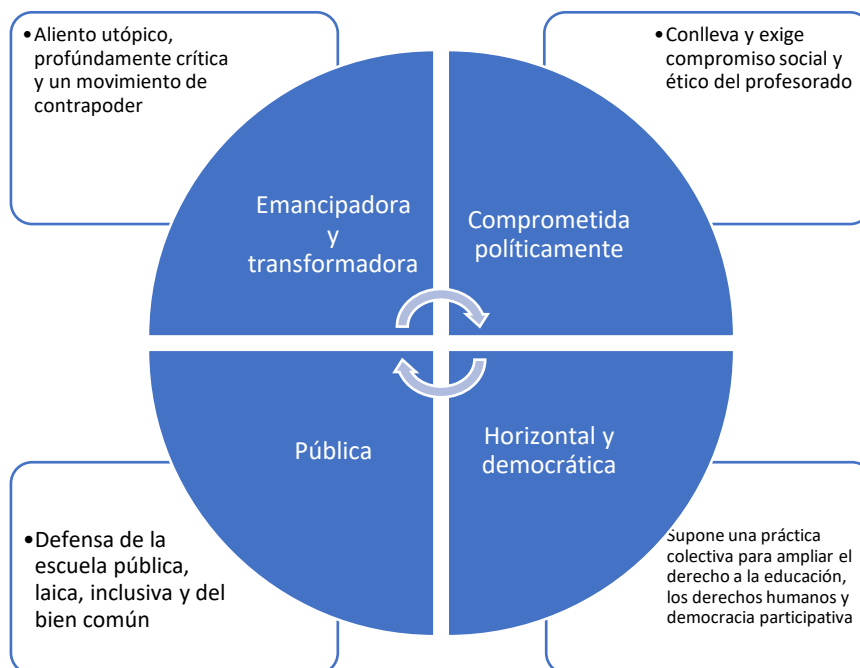 •Aliento utópico,
profúndamente crítica
y un movimiento de
contrapoder
•Conlleva y exige
compromiso social y
ético del profesorado
Emancipadora
y
transformadora
Comprometida
políticamente
Pública
Horizontal y
democrática
•Defensa de la
escuela pública,
laica, inclusiva y del
bien común
Supone una práctica
colectiva para ampliar el
derecho a la educación,
los derechos humanos y
democracia participativa